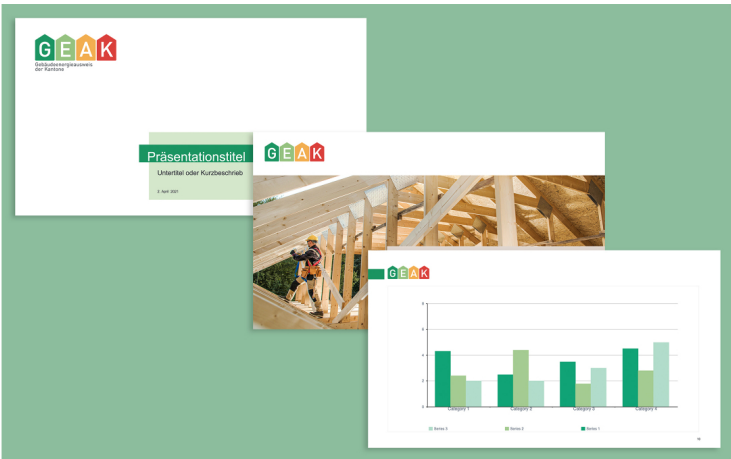 GEAK
Gebäudeenergieausweis
der Kantone
Präsentationstitel
Untertitel oder Kurzbeschrieb
2. April 2021
GEAK
GEAK
8
6
4
2
0
Category 1 Category 2 Category 3 Category 4
Series 3 Series 2 Series 1